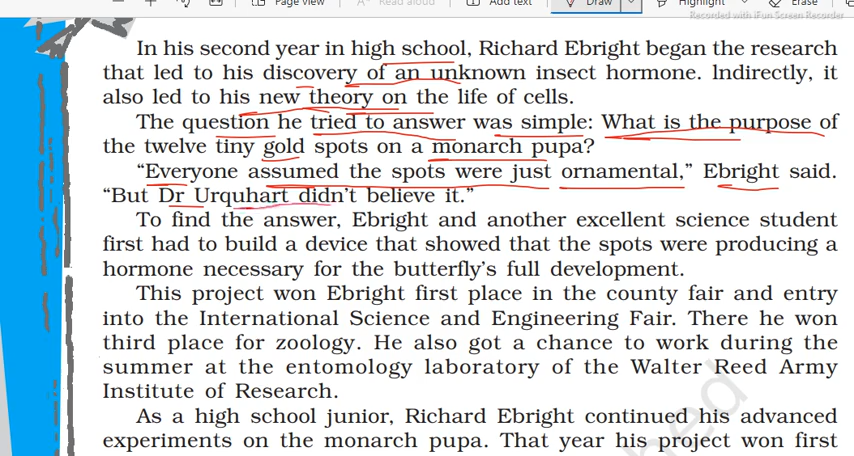 Page view
Read aloud
Add text
Draw
Highlight
Erase
Recorded with iFun Screen Recorder
In his second year in high school, Richard Ebright began the research
that led to his discovery of an unknown insect hormone. Indirectly, it
also led to his new theory on the life of cells.
The question he tried to answer was simple: What is the purpose of
the twelve tiny gold spots on a monarch pupa?
“Everyone assumed the spots were just ornamental,” Ebright said.
“But Dr Urquhart didn’t believe it.”
To find the answer, Ebright and another excellent science student
first had to build a device that showed that the spots were producing a
hormone necessary for the butterfly’s full development.
This project won Ebright first place in the county fair and entry
into the International Science and Engineering Fair. There he won
third place for zoology. He also got a chance to work during the
summer at the entomology laboratory of the Walter Reed Army
Institute of Research.
As a high school junior, Richard Ebright continued his advanced
experiments on the monarch pupa. That year his project won first